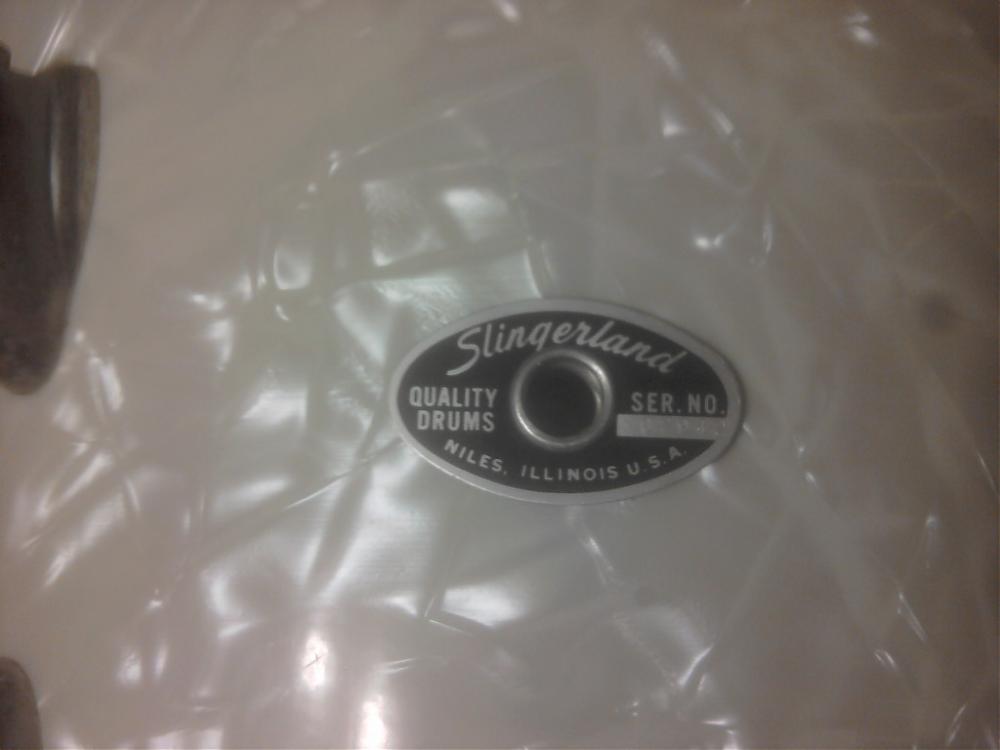 Slingerland
QUALITY
DRUMS
SER. NO.
NILES, ILLINOIS U.S.A.